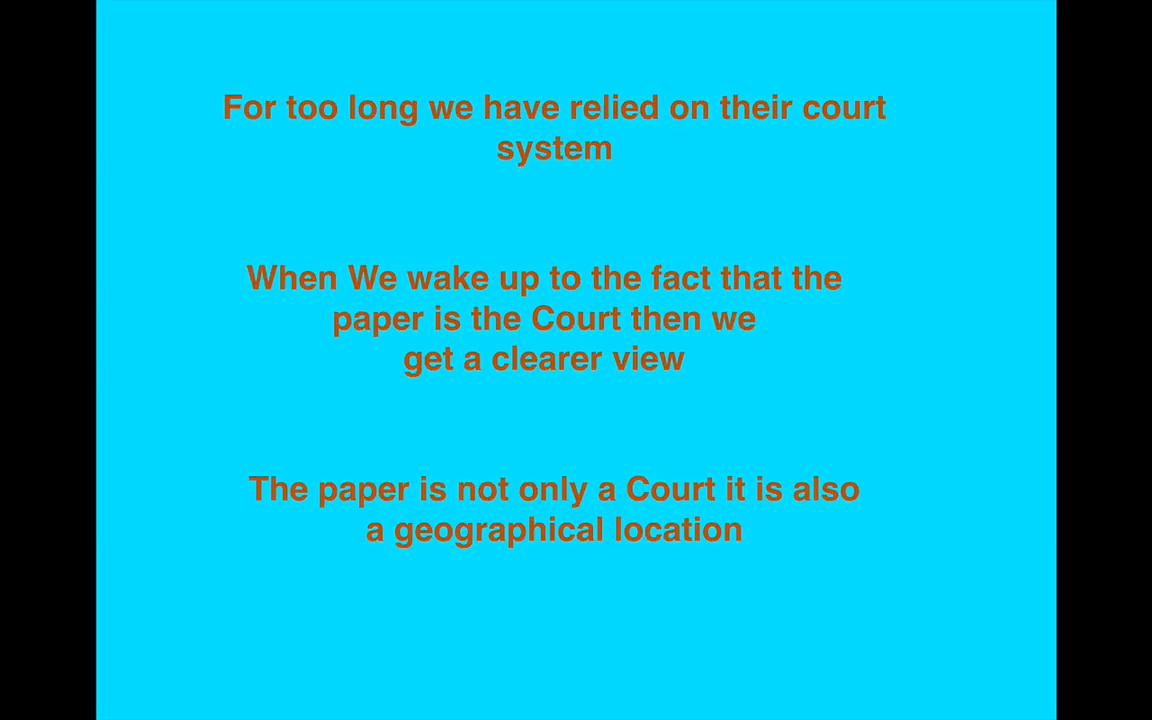 For too long we have relied on their court
system
When We wake up to the fact that the
paper is the Court then we
get a clearer view
The paper is not only a Court it is also
a geographical location